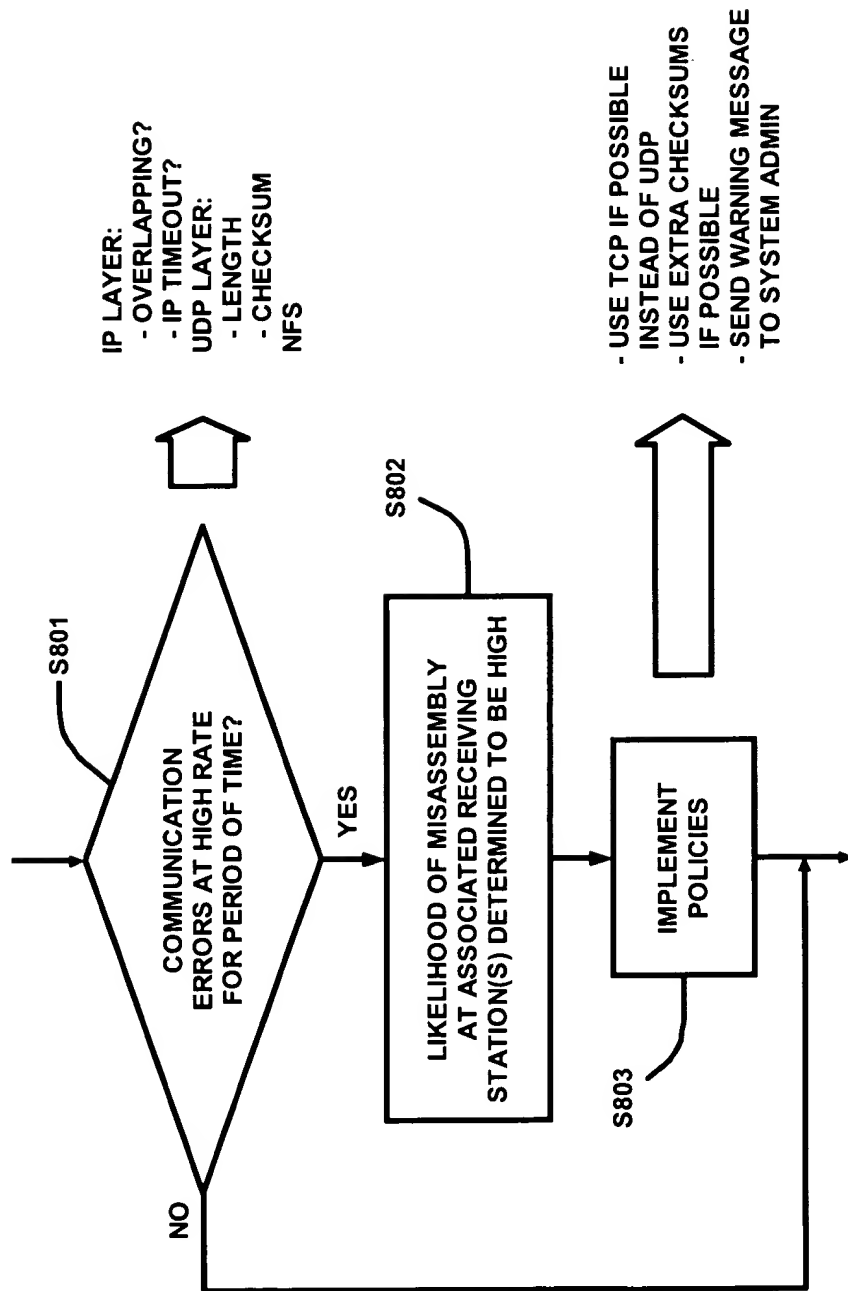 S801
COMMUNICATION
ERRORS AT HIGH RATE
FOR PERIOD OF TIME?
NO
YES
IP LAYER:
- OVERLAPPING?
- IP TIMEOUT?
UDP LAYER:
- LENGTH
- CHECKSUM
NFS
S802
LIKELIHOOD OF MISASSEMBLY
AT ASSOCIATED RECEIVING
STATION(S) DETERMINED TO BE HIGH
S803
IMPLEMENT
POLICIES
- USE TCP IF POSSIBLE
INSTEAD OF UDP
- USE EXTRA CHECKSUMS
IF POSSIBLE
- SEND WARNING MESSAGE
TO SYSTEM ADMIN